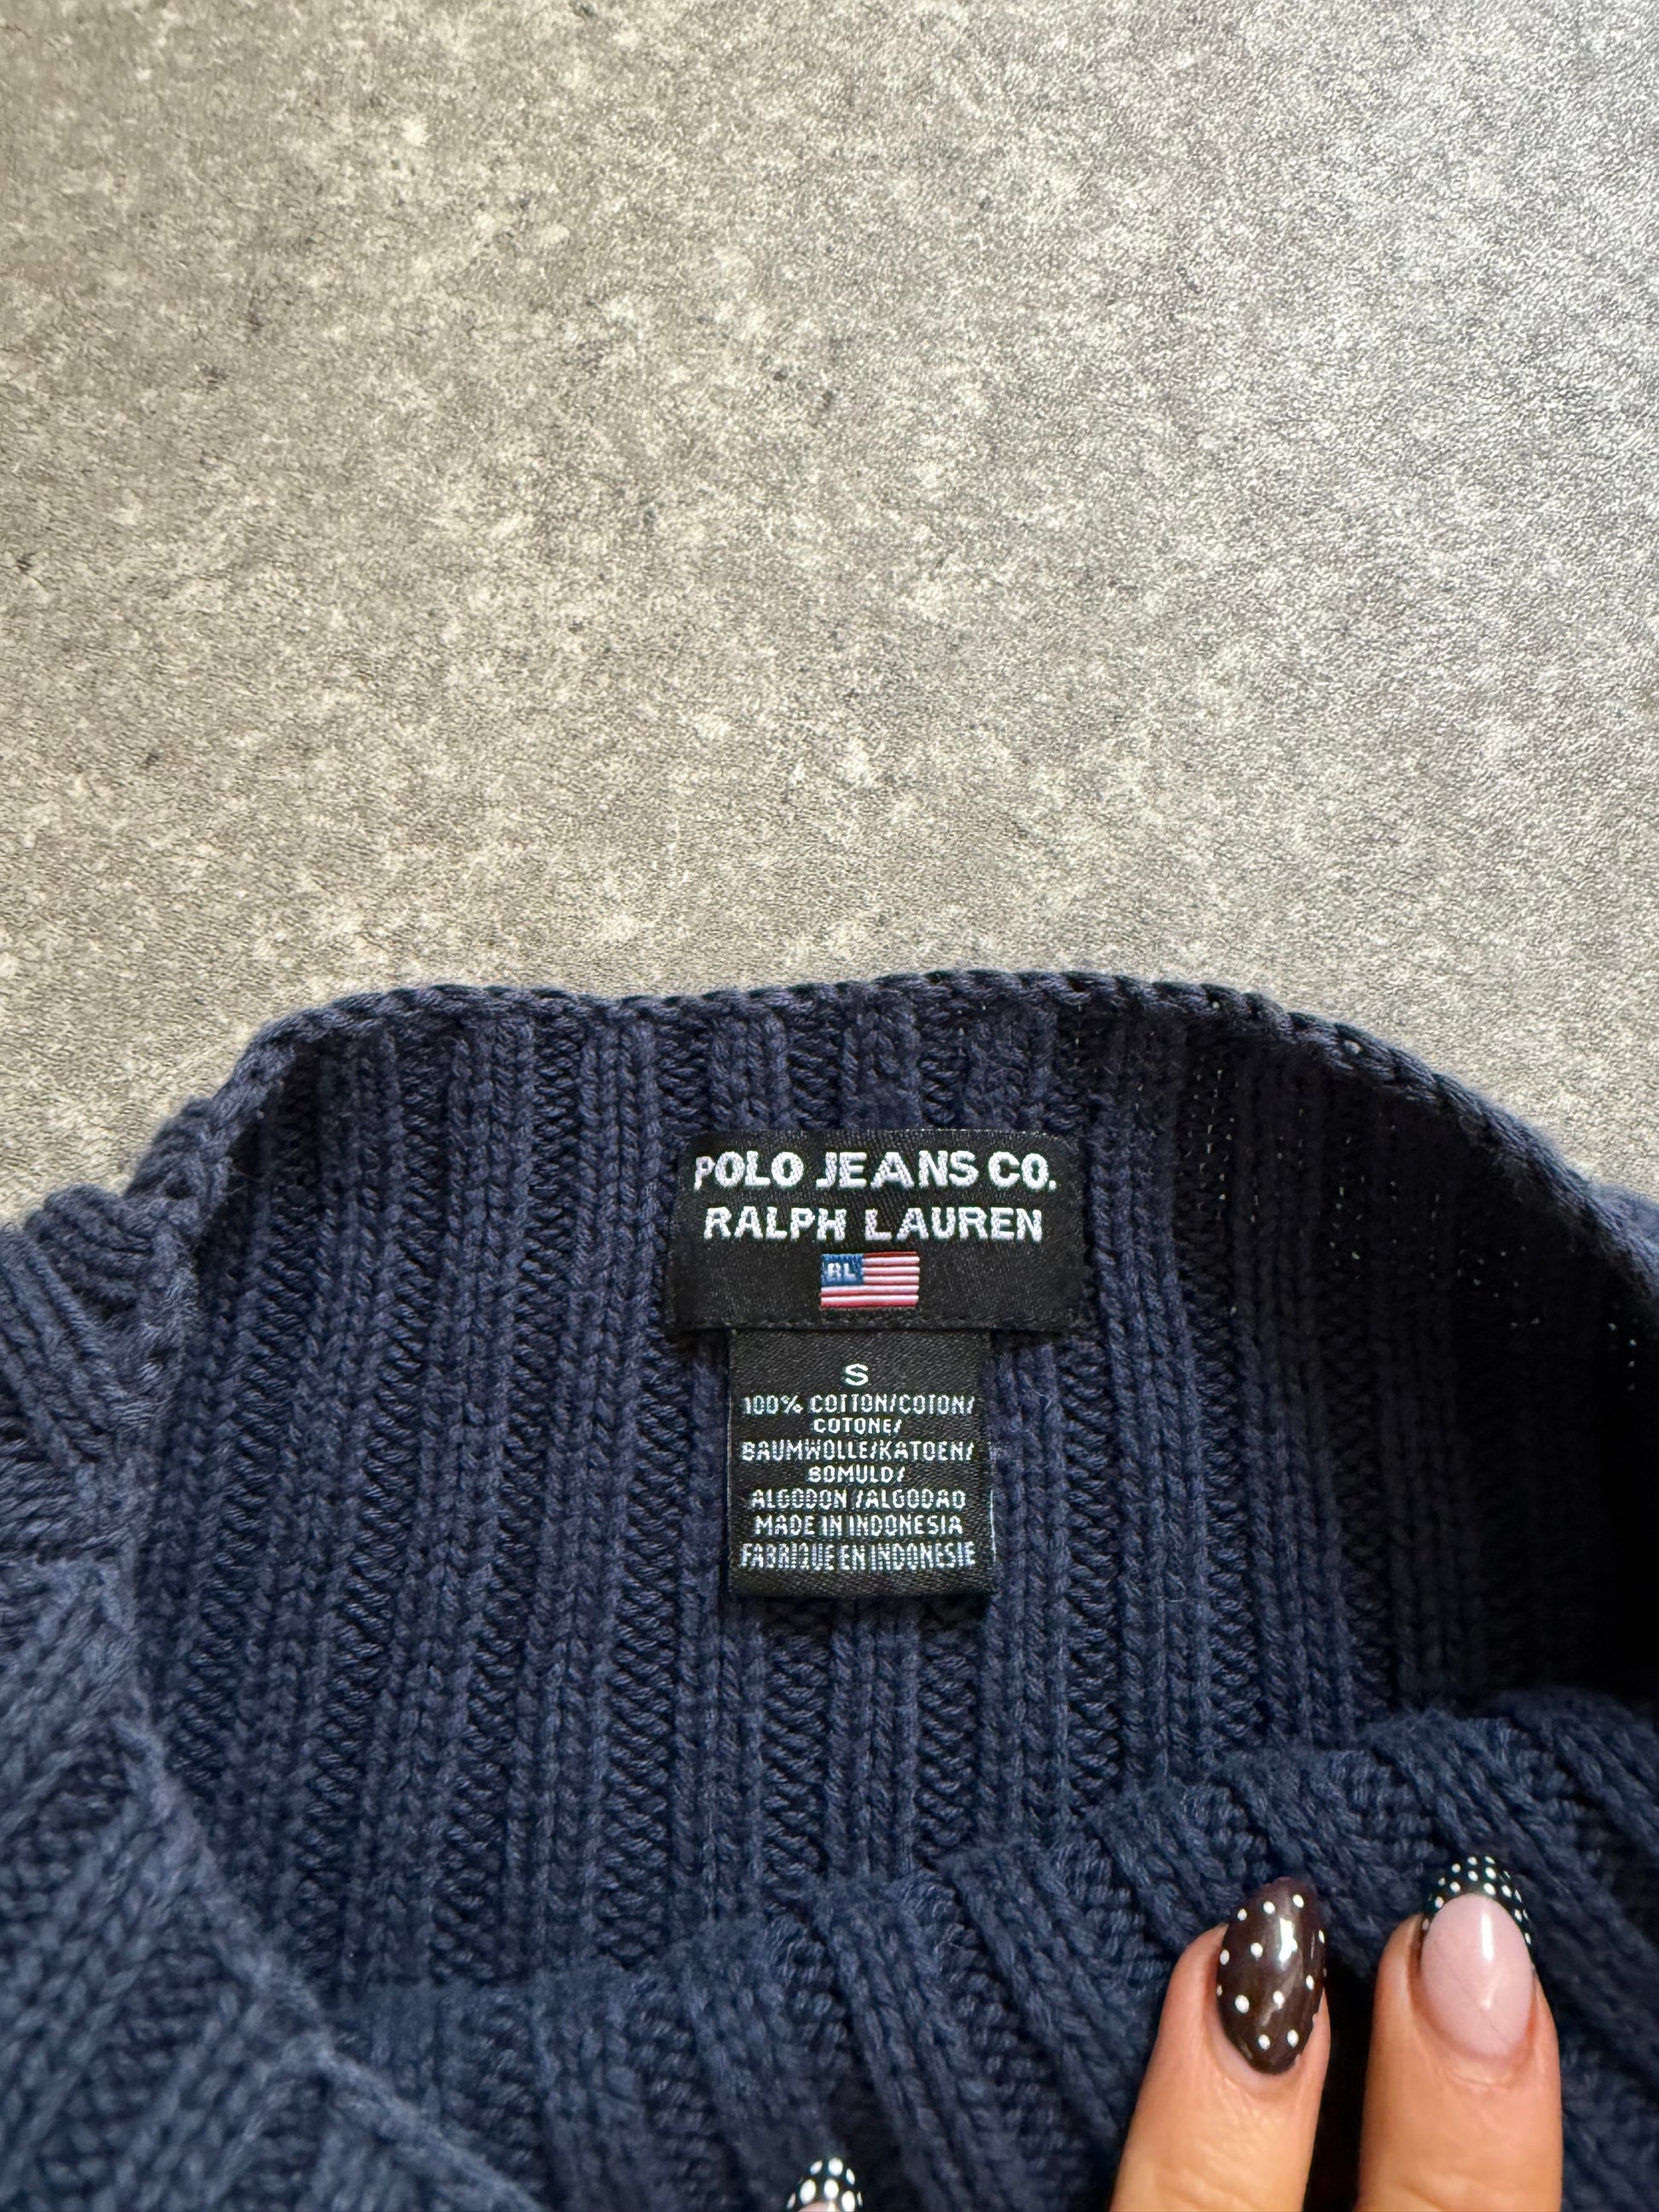 POLO JEANS CO.
RALPH LAUREN
RL
S
100% COTTON/COTON/
COTONE/
BAUMWOLLE/KATOEN/
BOMULD/
ALGODON /ALGODAO
MADE IN INDONESIA
FABRIQUE EN INDONESIE